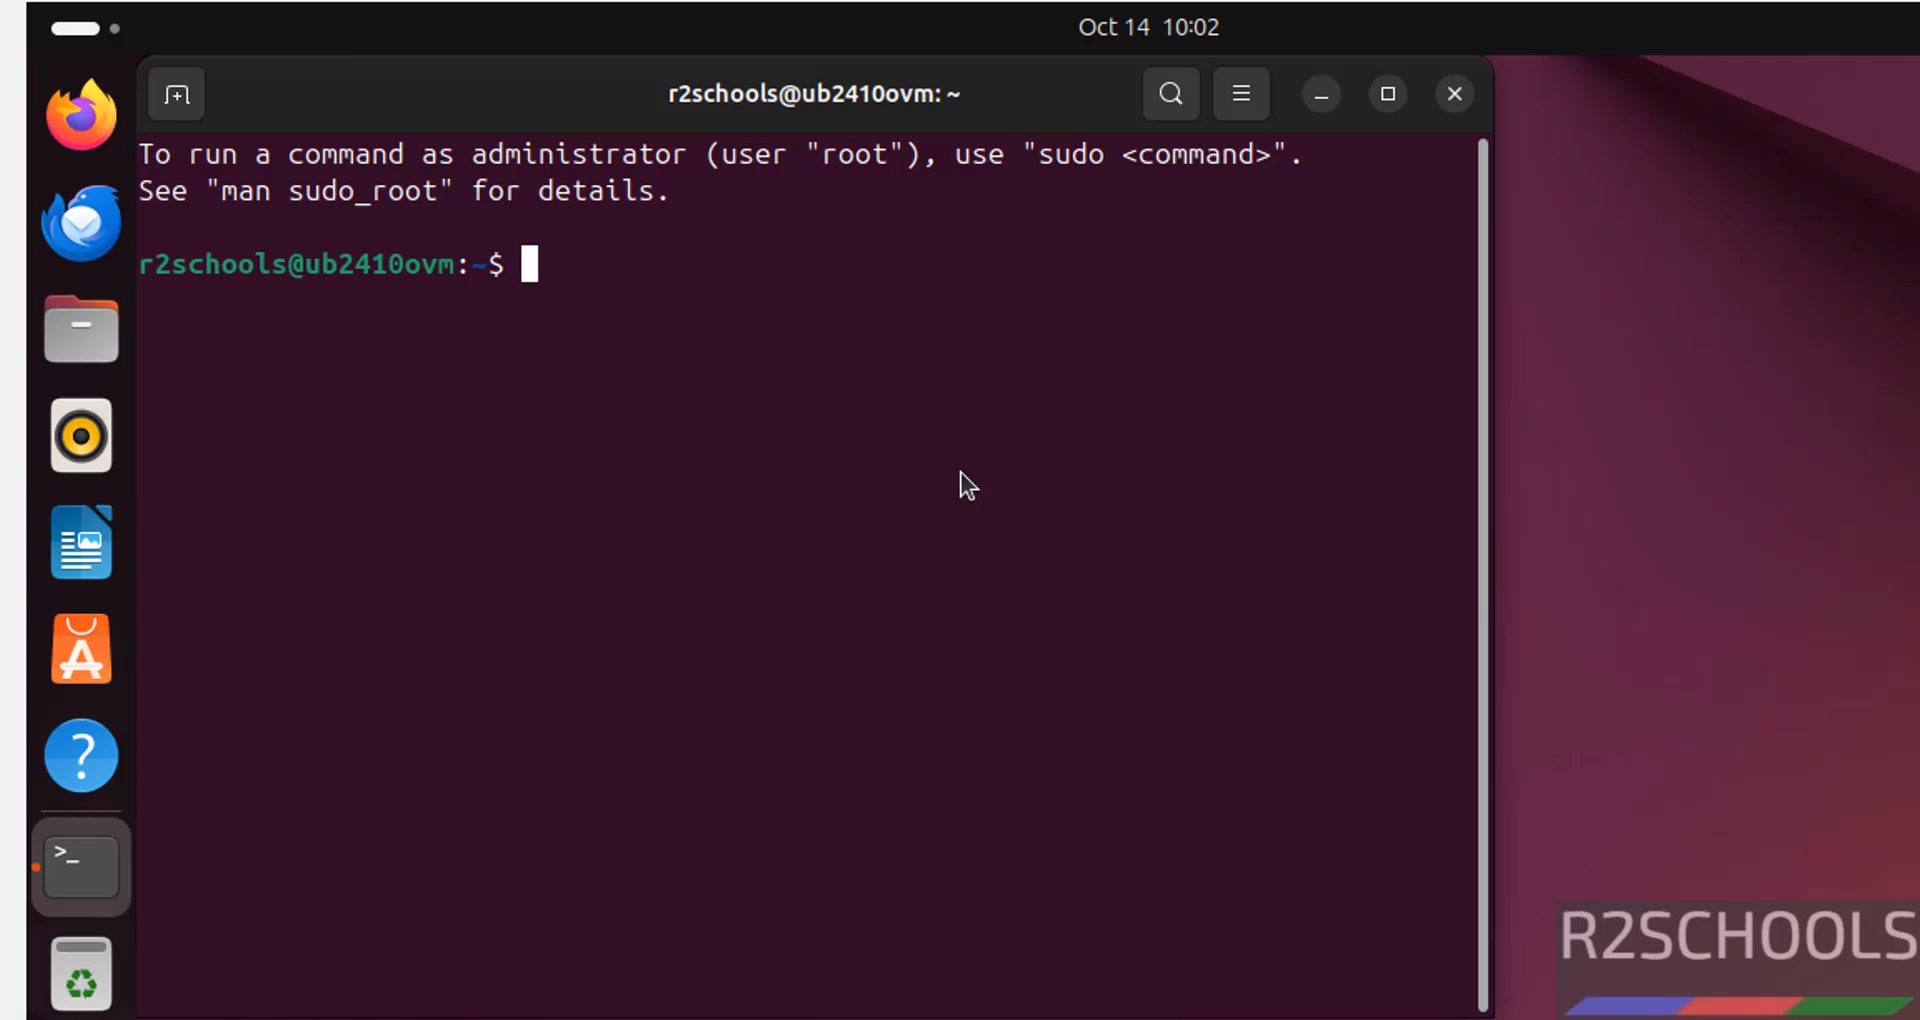 Oct 14 10:02
r2schools@ub2410ovm: ~
To run a command as administrator (user "root"), use "sudo <command>".
See "man sudo_root" for details.
r2schools@ub2410ovm:~$
R2SCHOOLS